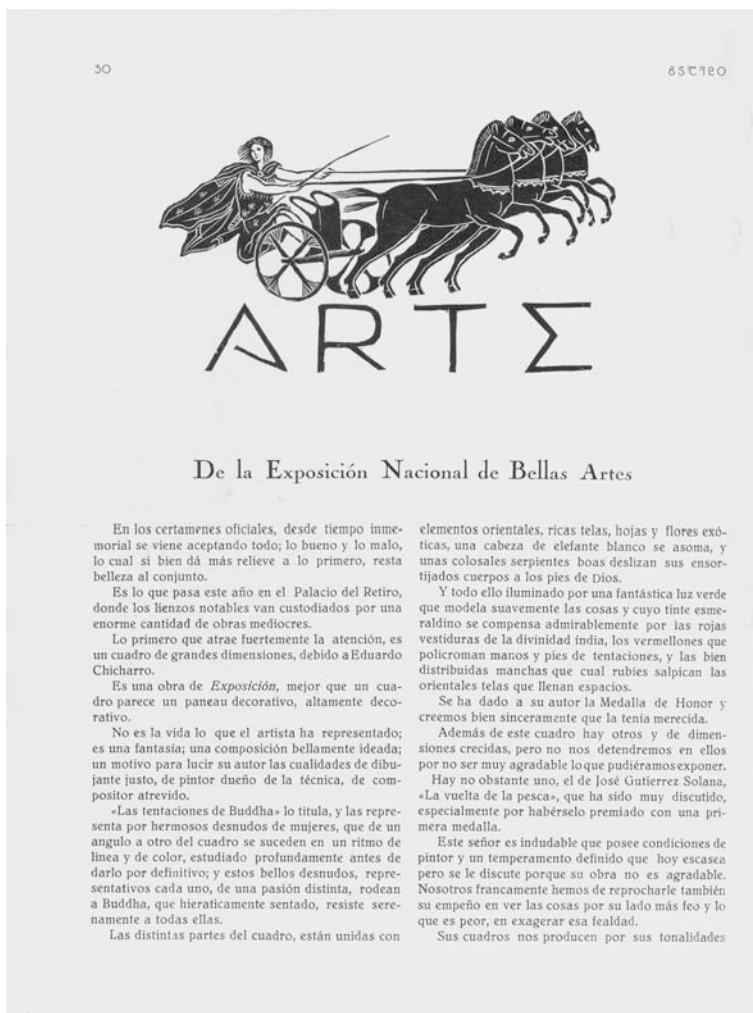 30
ESTILO
ARTE
De la Exposición Nacional de Bellas Artes
En los certamenes oficiales, desde tiempo inme-
morial se viene aceptando todo; lo bueno y lo malo,
lo cual si bien dá más relieve a lo primero, resta
belleza al conjunto.
Es lo que pasa este año en el Palacio del Retiro,
donde los lienzos notables van custodiados por una
enorme cantidad de obras mediocres.
Lo primero que atrae fuertemente la atención, es
un cuadro de grandes dimensiones, debido a Eduardo
Chicharro.
Es una obra de Exposición, mejor que un cua-
dro parece un paneau decorativo, altamente deco-
rativo.
No es la vida lo que el artista ha representado;
es una fantasía; una composición bellamente ideada;
un motivo para lucir su autor las cualidades de dibu-
jante justo, de pintor dueño de la técnica, de com-
positor atrevido.
«Las tentaciones de Buddha» lo titula, y las repre-
senta por hermosos desnudos de mujeres, que de un
angulo a otro del cuadro se suceden en un ritmo de
linea y de color, estudiado profundamente antes de
darlo por definitivo; y estos bellos desnudos, repre-
sentativos cada uno, de una pasión distinta, rodean
a Buddha, que hieraticamente sentado, resiste sere-
namente a todas ellas.
Las distintas partes del cuadro, están unidas con
elementos orientales, ricas telas, hojas y flores exó-
ticas, una cabeza de elefante blanco se asoma, y
unas colosales serpientes boas deslizan sus ensor-
tijados cuerpos a los pies de Dios.
Y todo ello iluminado por una fantástica luz verde
que modela suavemente las cosas y cuyo tinte esme-
raldino se compensa admirablemente por las rojas
vestiduras de la divinidad índia, los vermellones que
policroman manos y pies de tentaciones, y las bien
distribuidas manchas que cual rubíes salpican las
orientales telas que llenan espacios.
Se ha dado a su autor la Medalla de Honor y
creemos bien sinceramente que la tenía merecida.
Además de este cuadro hay otros y de dimen-
siones crecidas, pero no nos detendremos en ellos
por no ser muy agradable lo que pudiéramos exponer.
Hay no obstante uno, el de José Gutierrez Solana,
«La vuelta de la pesca», que ha sido muy discutido,
especialmente por habérselo premiado con una pri-
mera medalla.
Este señor es indudable que posee condiciones de
pintor y un temperamento definido que hoy escasea
pero se le discute porque su obra no es agradable.
Nosotros francamente hemos de reprocharle también
su empeño en ver las cosas por su lado más feo y lo
que es peor, en exagerar esa fealdad.
Sus cuadros nos producen por sus tonalidades